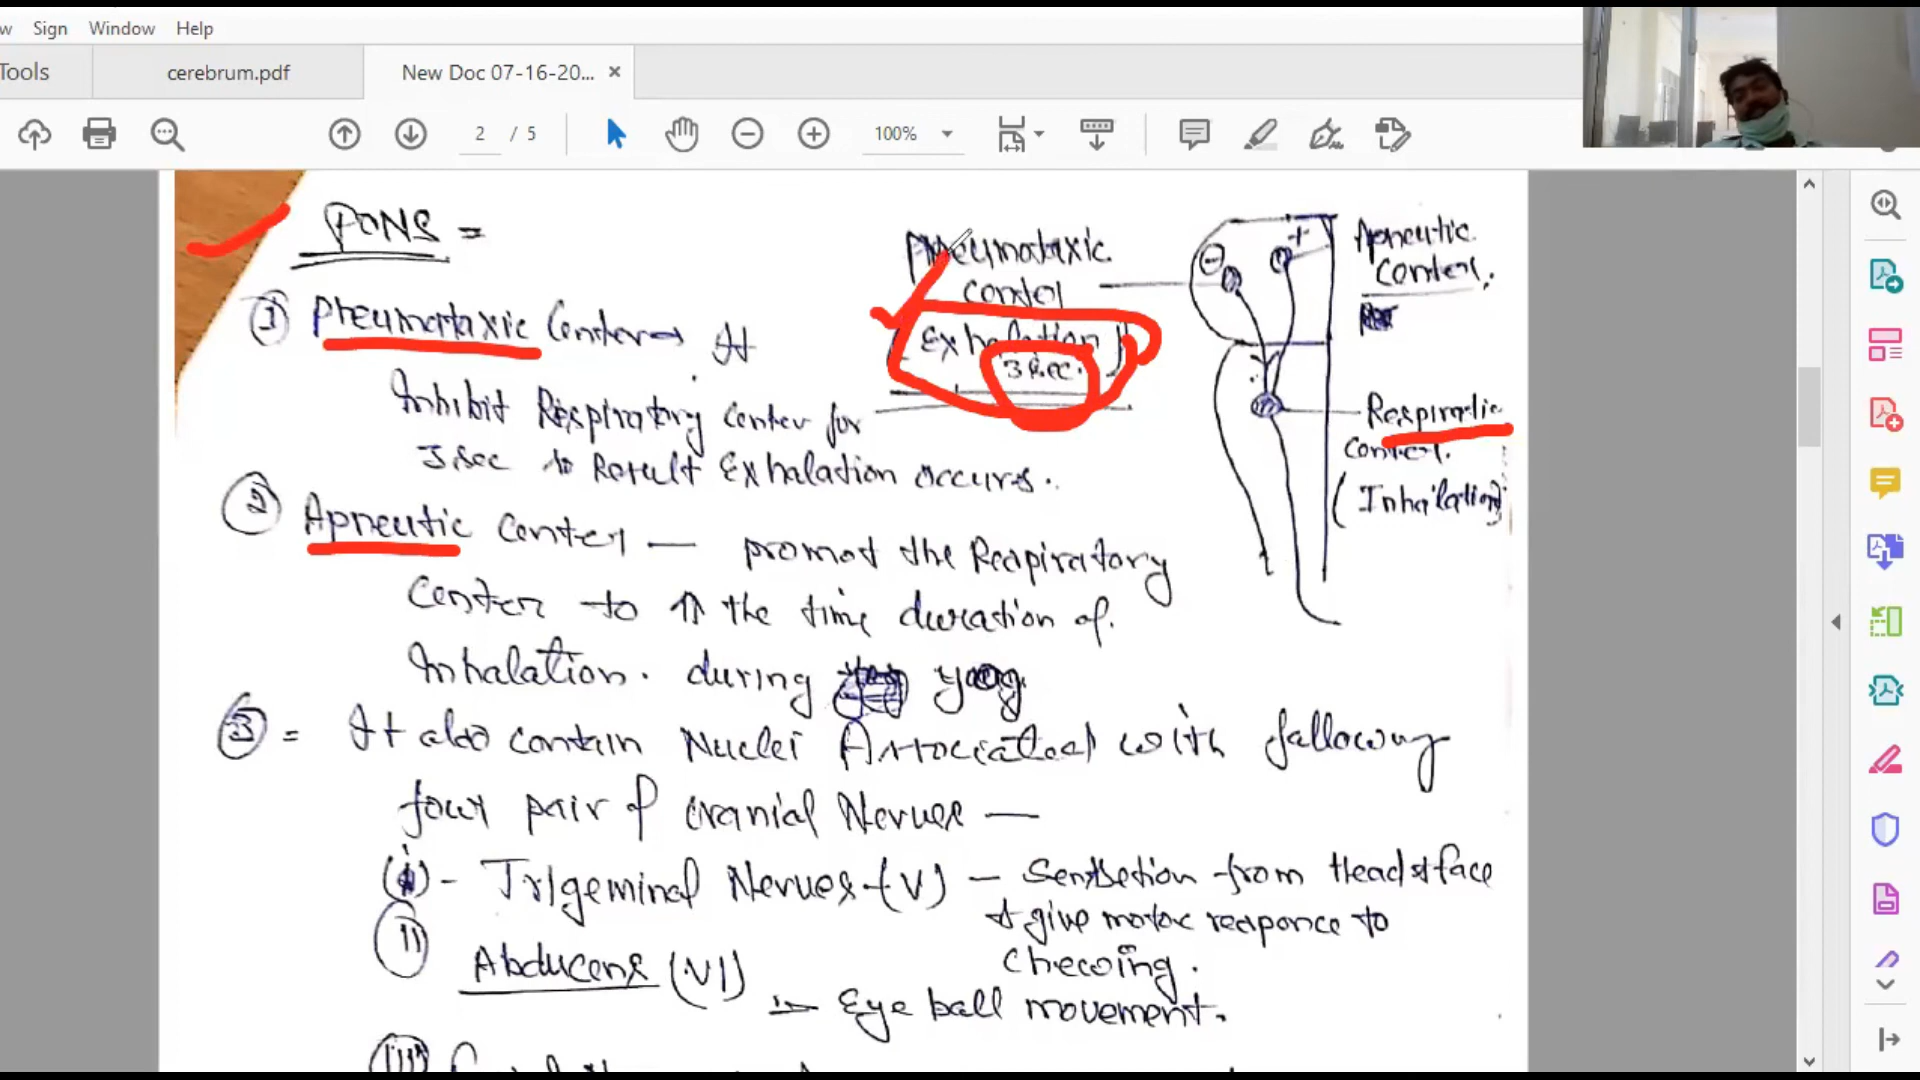 w Sign Window Help
Tools cerebrum.pdf New Doc 07-16-20... ×
2 / 5 100%
PONS =
Pneumotaxic
center
(Exhalation)
3 sec.
Apneutic
center.
① Pneumotaxic Center → It
Inhibit Respiratory Center for
3 sec to Result Exhalation occurs.
Respiratic
center.
(Inhalation)
② Apneutic Center — promot the Respiratory
Center to ⇑ the time duration of
Inhalation. during yog
③ = It also contain Nuclei Associated with following
four pair of cranial Nerves —
(i) - Trigeminal Nerves - (V) — from Head & face
& give motor responce to
chewing.
II Abducens (VI)
⇒ Eye ball movement.
III